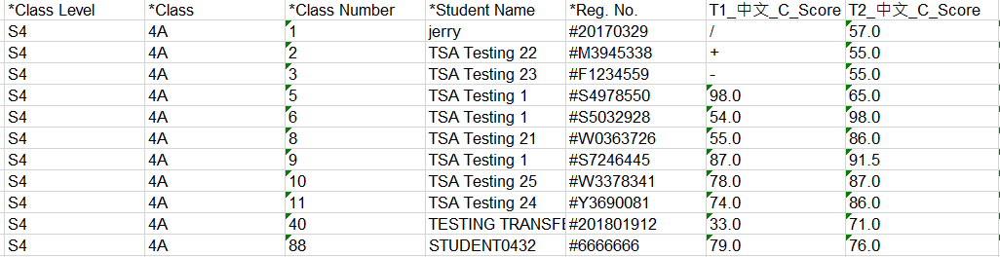 *Class Level *Class *Class Number *Student Name *Reg. No. T1_中文_C_Score T2_中文_C_Score
S4 4A 1 jerry #20170329 / 57.0
S4 4A 2 TSA Testing 22 #M3945338 + 55.0
S4 4A 3 TSA Testing 23 #F1234559 - 55.0
S4 4A 5 TSA Testing 1 #S4978550 98.0 65.0
S4 4A 6 TSA Testing 1 #S5032928 54.0 98.0
S4 4A 8 TSA Testing 21 #W0363726 55.0 86.0
S4 4A 9 TSA Testing 1 #S7246445 87.0 91.5
S4 4A 10 TSA Testing 25 #W3378341 78.0 87.0
S4 4A 11 TSA Testing 24 #Y3690081 74.0 86.0
S4 4A 40 TESTING TRANSFE #201801912 33.0 71.0
S4 4A 88 STUDENT0432 #6666666 79.0 76.0